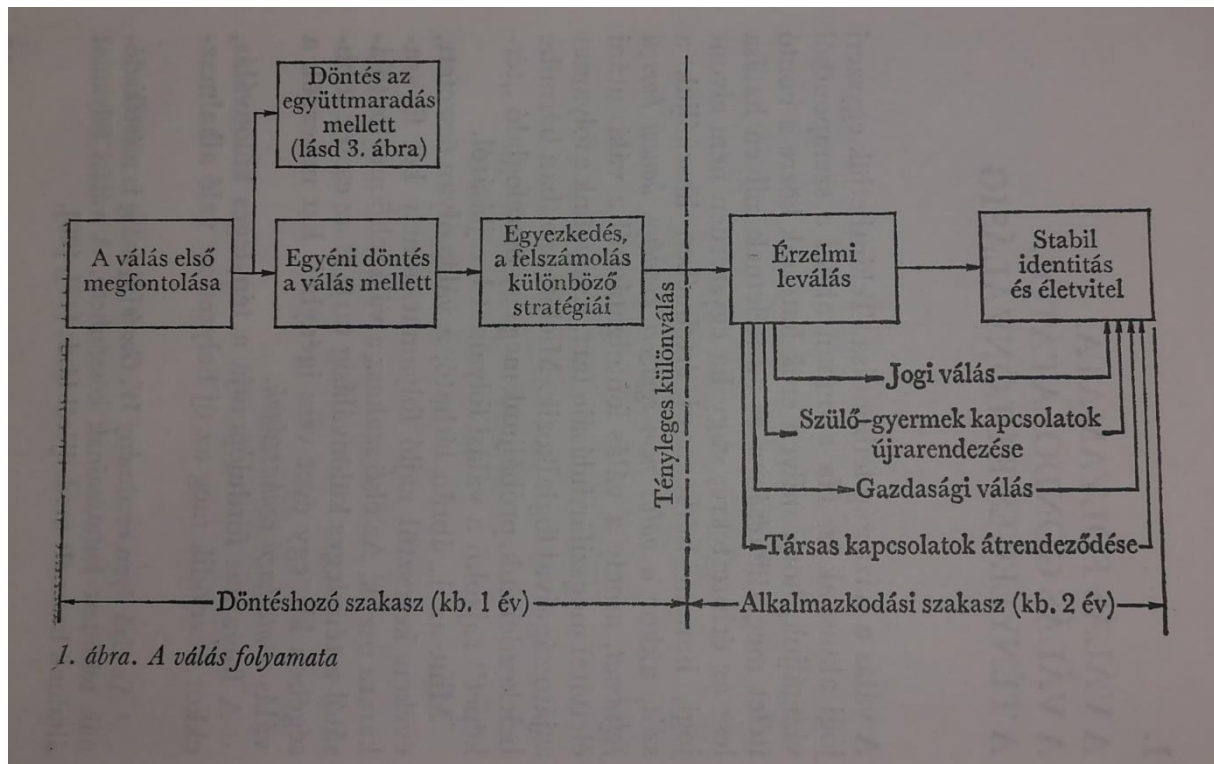 Döntés az
együttmaradás
mellett
(lásd 3. ábra)
A válás első
megfontolása
Egyéni döntés
a válás mellett
Egyezkedés,
a felszámolás
különböző
stratégiái
Tényleges különválás
Érzelmi
leválás
Stabil
identitás
és életvitel
Jogi válás
Szülő–gyermek kapcsolatok
újrarendezése
Gazdasági válás
Társas kapcsolatok átrendeződése
Döntéshozó szakasz (kb. 1 év)
Alkalmazkodási szakasz (kb. 2 év)
1. ábra. A válás folyamata